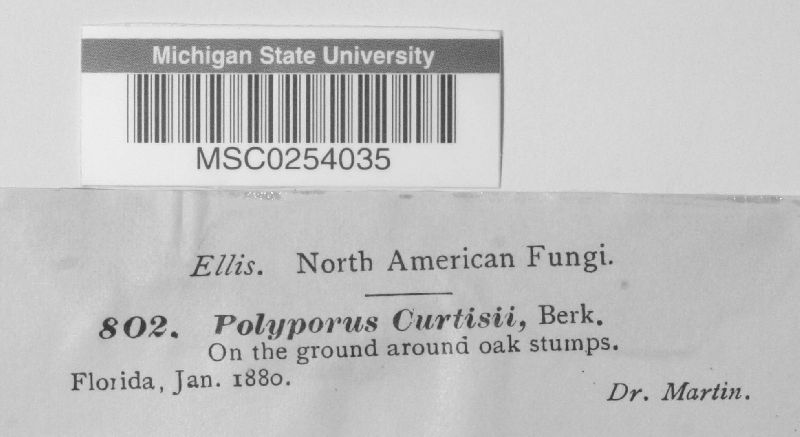 Michigan State University
MSC0254035
Ellis. North American Fungi.
802. Polyporus Curtisii, Berk.
On the ground around oak stumps.
Florida, Jan. 1880.
Dr. Martin.